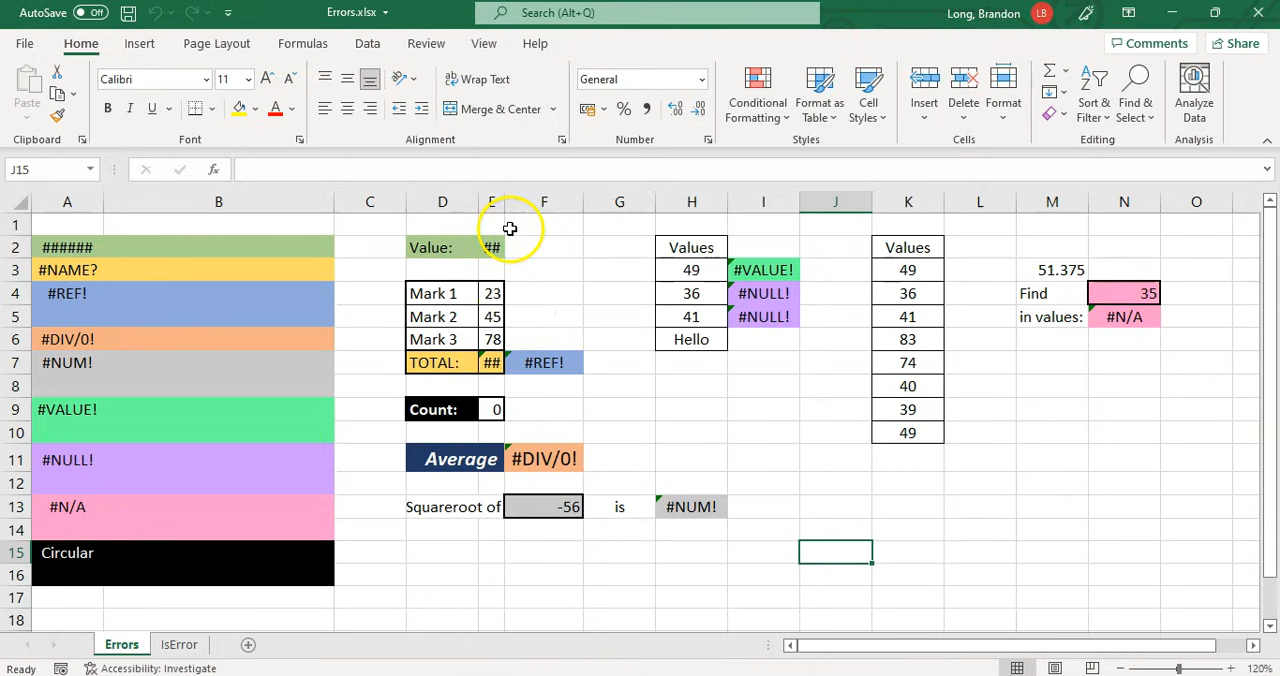 AutoSave Off Errors.xlsx Search (Alt+Q) Long, Brandon LB
File Home Insert Page Layout Formulas Data Review View Help Comments Share
Paste Calibri 11 A A Wrap Text General Conditional Formatting Format as Table Cell Styles Insert Delete Format Sort & Filter Find & Select Analyze Data
B I U A Merge & Center % ,
Clipboard Font Alignment Number Styles Cells Editing Analysis
J15 fx
A B C D E F G H I J K L M N O
1
2 ###### Value: ## Values Values
3 #NAME? 49 #VALUE! 49 51.375
4 #REF! Mark 1 23 36 #NULL! 36 Find 35
5 Mark 2 45 41 #NULL! 41 in values: #N/A
6 #DIV/0! Mark 3 78 Hello 83
7 #NUM! TOTAL: ## #REF! 74
8 40
9 #VALUE! Count: 0 39
10 49
11 #NULL! Average #DIV/0!
12
13 #N/A Squareroot of -56 is #NUM!
14
15 Circular
16
17
18
Errors IsError
Ready Accessibility: Investigate 120%